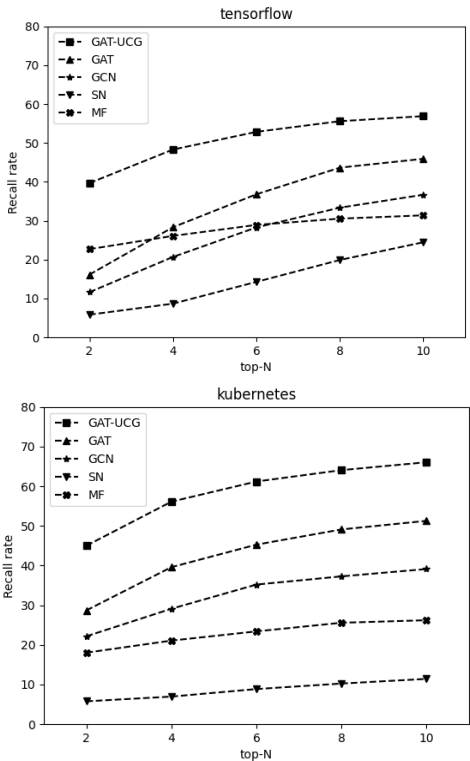 tensorflow
80
70
60
50
40
30
20
10
0
Recall rate
GAT-UCG
GAT
GCN
SN
MF
2 4 6 8 10
top-N
kubernetes
80
70
60
50
40
30
20
10
0
Recall rate
GAT-UCG
GAT
GCN
SN
MF
2 4 6 8 10
top-N